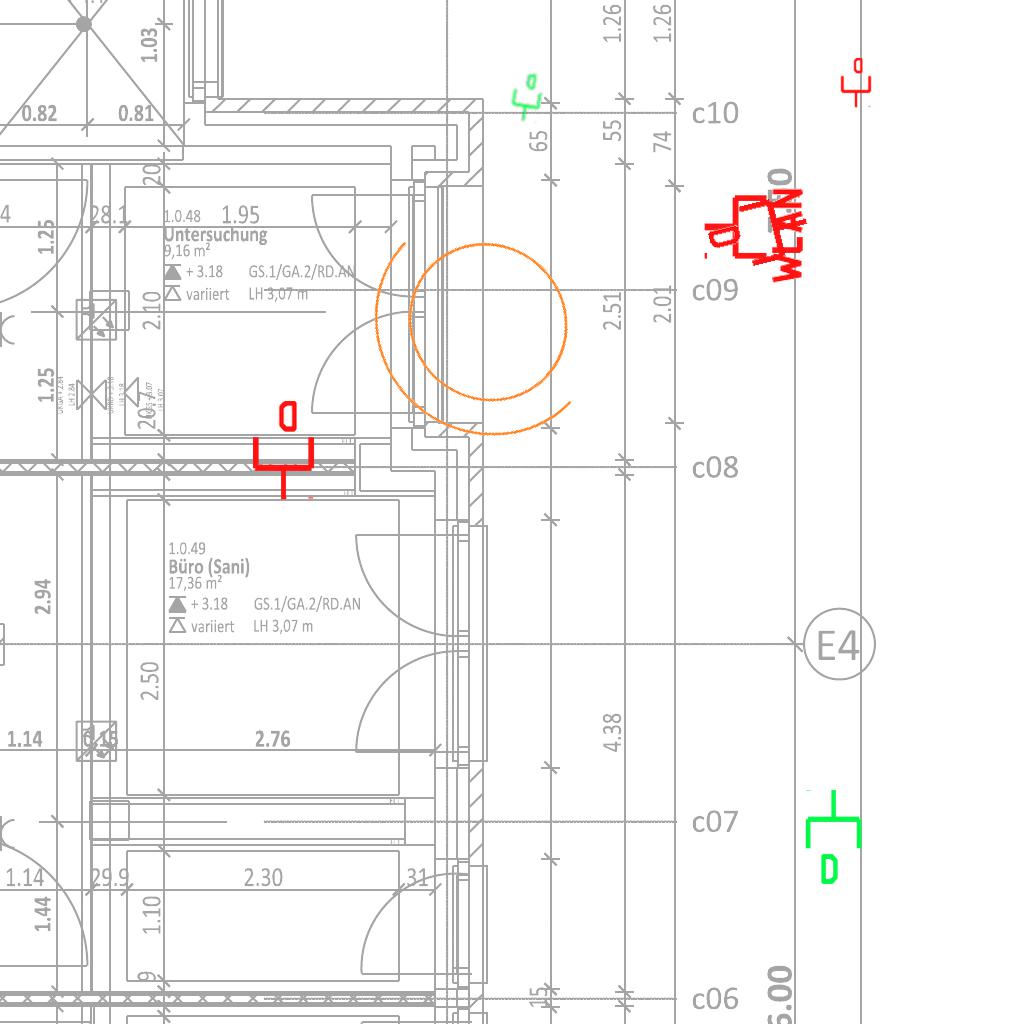 1.03
1.26
1.26
D
D
0.82
0.81
c10
65
55
74
20
4
28.1
1.0.48
1.95
Untersuchung
9,16 m²
+ 3.18 GS.1/GA.2/RD.AN
variiert LH 3,07 m
1.25
2.10
D
WLAN
c09
2.51
2.01
1.25
20
D
c08
1.0.49
Büro (Sani)
17,36 m²
+ 3.18 GS.1/GA.2/RD.AN
variiert LH 3,07 m
2.94
2.50
E4
4.38
1.14
0.15
2.76
c07
D
1.14
29.9
2.30
31
1.44
1.10
9
15
c06
6.00